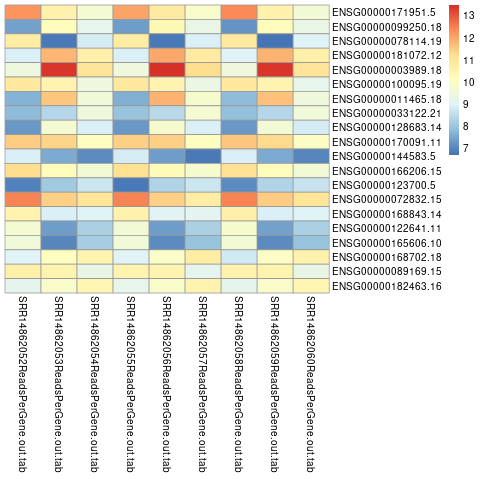 ENSG00000171951.5
ENSG00000099250.18
ENSG00000078114.19
ENSG00000181072.12
ENSG00000003989.18
ENSG00000100095.19
ENSG00000011465.18
ENSG00000033122.21
ENSG00000128683.14
ENSG00000170091.11
ENSG00000144583.5
ENSG00000166206.15
ENSG00000123700.5
ENSG00000072832.15
ENSG00000168843.14
ENSG00000122641.11
ENSG00000165606.10
ENSG00000168702.18
ENSG00000089169.15
ENSG00000182463.16
13
12
11
10
9
8
7
SRR14862052ReadsPerGene.out.tab
SRR14862053ReadsPerGene.out.tab
SRR14862054ReadsPerGene.out.tab
SRR14862055ReadsPerGene.out.tab
SRR14862056ReadsPerGene.out.tab
SRR14862057ReadsPerGene.out.tab
SRR14862058ReadsPerGene.out.tab
SRR14862059ReadsPerGene.out.tab
SRR14862060ReadsPerGene.out.tab